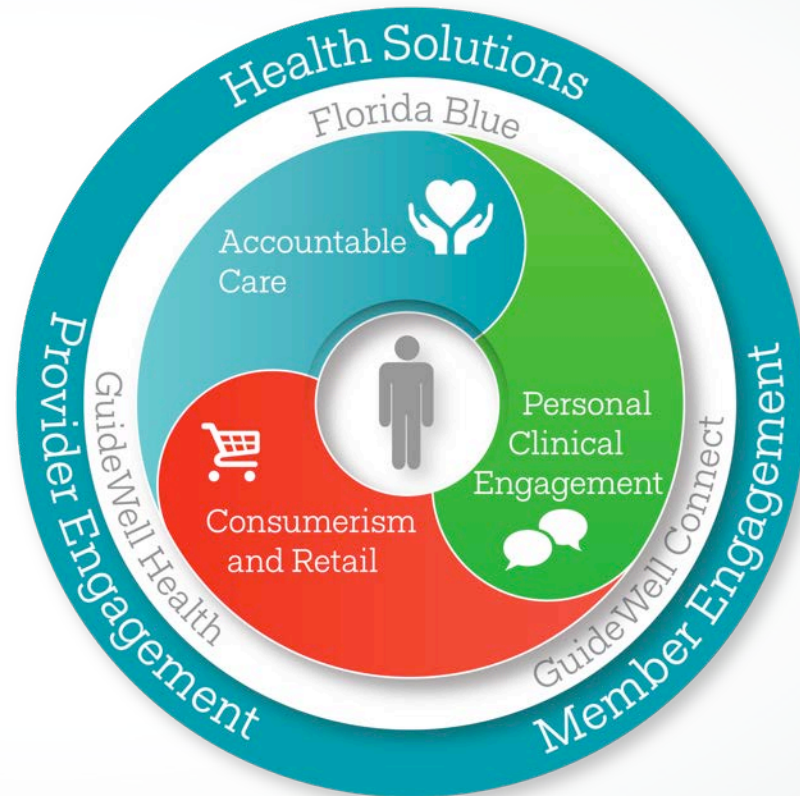 Health Solutions
Florida Blue
Accountable
Care
Personal
Clinical
Engagement
Consumerism
and Retail
GuideWell Health
GuideWell Connect
Provider Engagement
Member Engagement